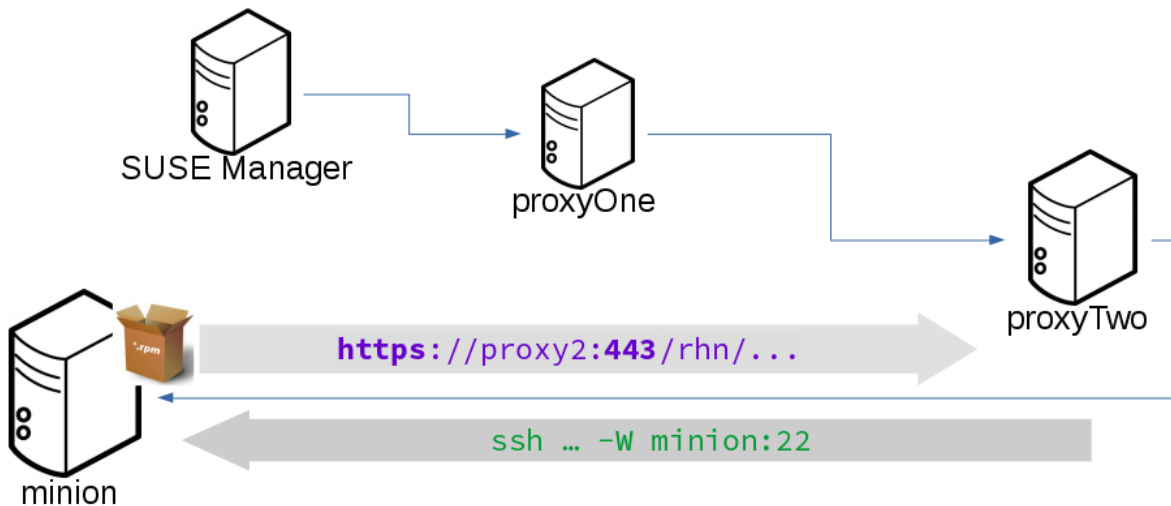 SUSE Manager
proxyOne
proxyTwo
*.rpm
https://proxy2:443/rhn/...
ssh … -W minion:22
minion